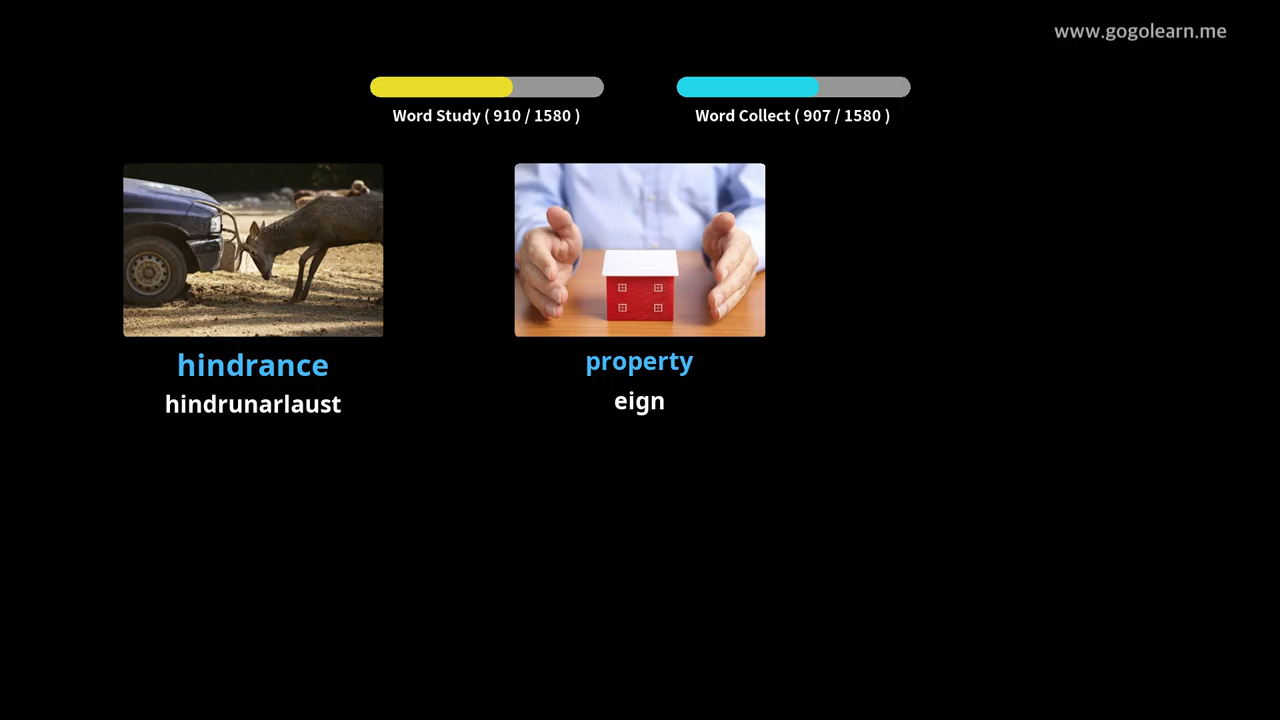 www.gogolearn.me
Word Study ( 910 / 1580 )
Word Collect ( 907 / 1580 )
hindrance
hindrunarlaust
property
eign